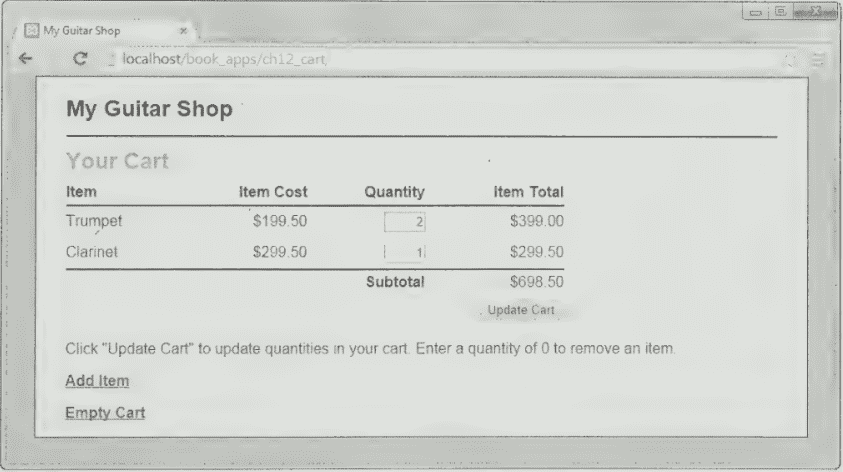 My Guitar Shop
localhost/book_apps/ch12_cart/
My Guitar Shop
Your Cart
Item Item Cost Quantity Item Total
Trumpet $199.50 2 $399.00
Clarinet $299.50 1 $299.50
Subtotal $698.50
Update Cart
Click "Update Cart" to update quantities in your cart. Enter a quantity of 0 to remove an item.
Add Item
Empty Cart